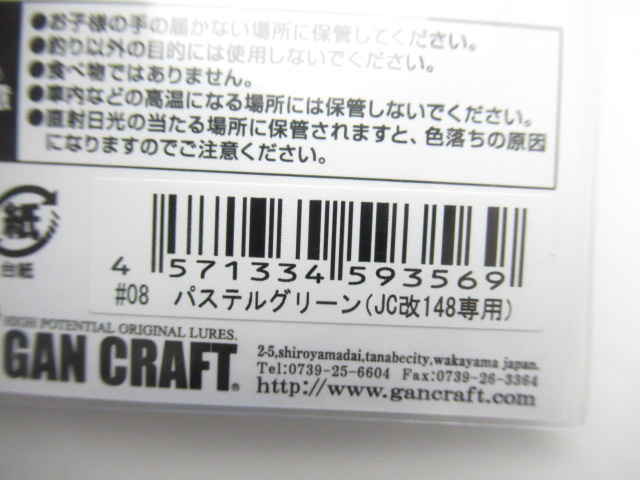 ●お子様の手の届かない場所に保管してください。
●釣り以外の目的には使用しないでください。
●食べ物ではありません。
●車内などの高温になる場所には保管しないでください。
●直射日光の当たる場所に保管されますと、色落ちの原因
になりますのでご注意ください。
紙
台紙
4 571334 593569
#08 パステルグリーン(JC改148専用)
HIGH POTENTIAL ORIGINAL LURES.
GAN CRAFT®
2-5,shiroyamadai,tanabecity,wakayama japan.
Tel:0739-25-6604 Fax:0739-26-3364
http://www.gancraft.com